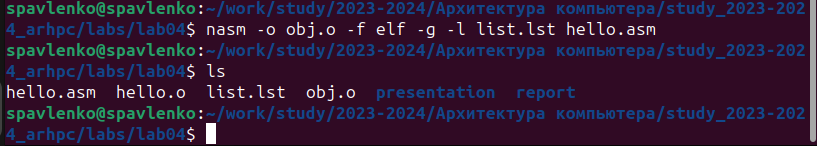 spavlenko@spavlenko:~/work/study/2023-2024/Архитектура компьютера/study_2023-202
4_arhpc/labs/lab04$ nasm -o obj.o -f elf -g -l list.lst hello.asm
spavlenko@spavlenko:~/work/study/2023-2024/Архитектура компьютера/study_2023-202
4_arhpc/labs/lab04$ ls
hello.asm  hello.o  list.lst  obj.o  presentation  report
spavlenko@spavlenko:~/work/study/2023-2024/Архитектура компьютера/study_2023-202
4_arhpc/labs/lab04$